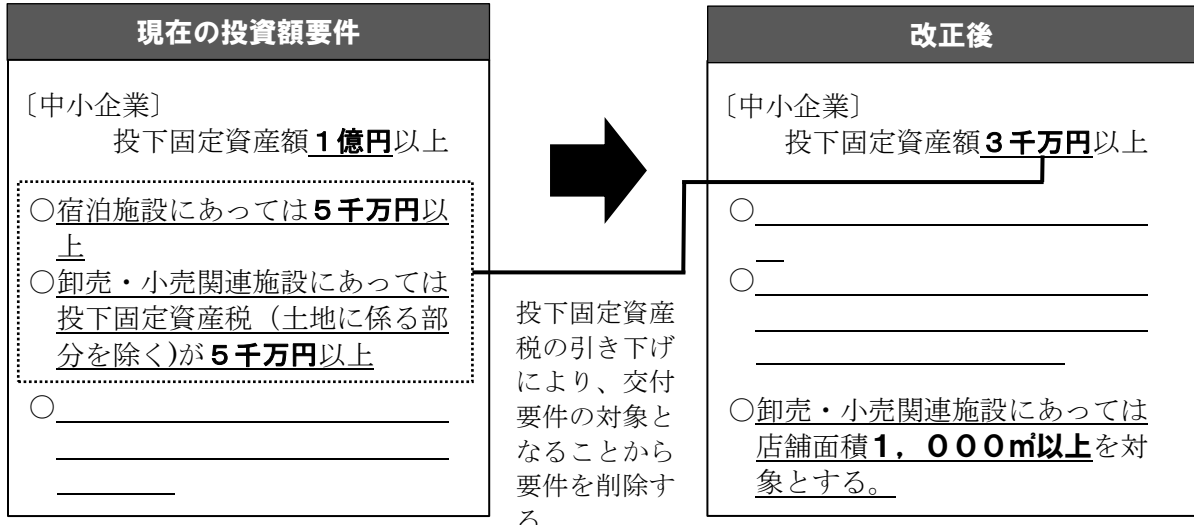 現在の投資額要件
〔中小企業〕
投下固定資産額１億円以上
○宿泊施設にあっては５千万円以
上
○卸売・小売関連施設にあっては
投下固定資産税（土地に係る部
分を除く)が５千万円以上
○
投下固定資産
税の引き下げ
により、交付
要件の対象と
なることから
要件を削除す
る
改正後
〔中小企業〕
投下固定資産額３千万円以上
○
○
○卸売・小売関連施設にあっては
店舗面積１，０００㎡以上を対
象とする。